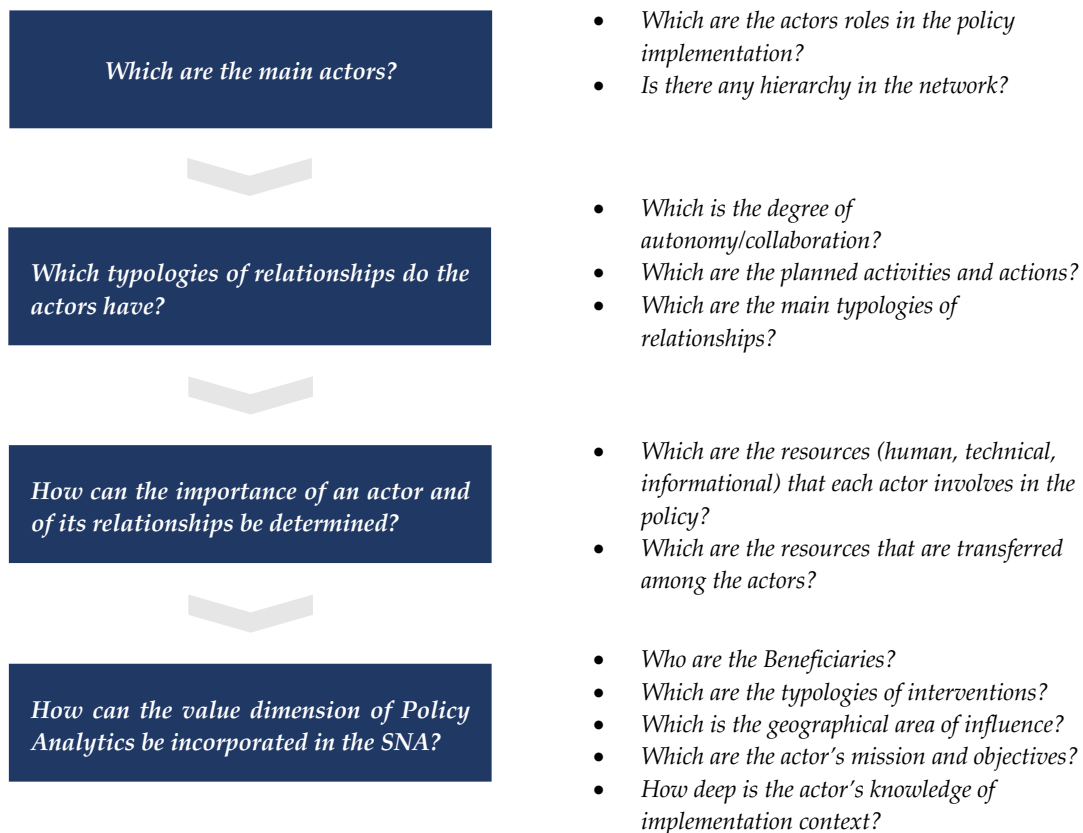 Which are the main actors?
• Which are the actors roles in the policy
implementation?
• Is there any hierarchy in the network?
Which typologies of relationships do the
actors have?
• Which is the degree of
autonomy/collaboration?
• Which are the planned activities and actions?
• Which are the main typologies of
relationships?
How can the importance of an actor and
of its relationships be determined?
• Which are the resources (human, technical,
informational) that each actor involves in the
policy?
• Which are the resources that are transferred
among the actors?
How can the value dimension of Policy
Analytics be incorporated in the SNA?
• Who are the Beneficiaries?
• Which are the typologies of interventions?
• Which is the geographical area of influence?
• Which are the actor's mission and objectives?
• How deep is the actor's knowledge of
implementation context?